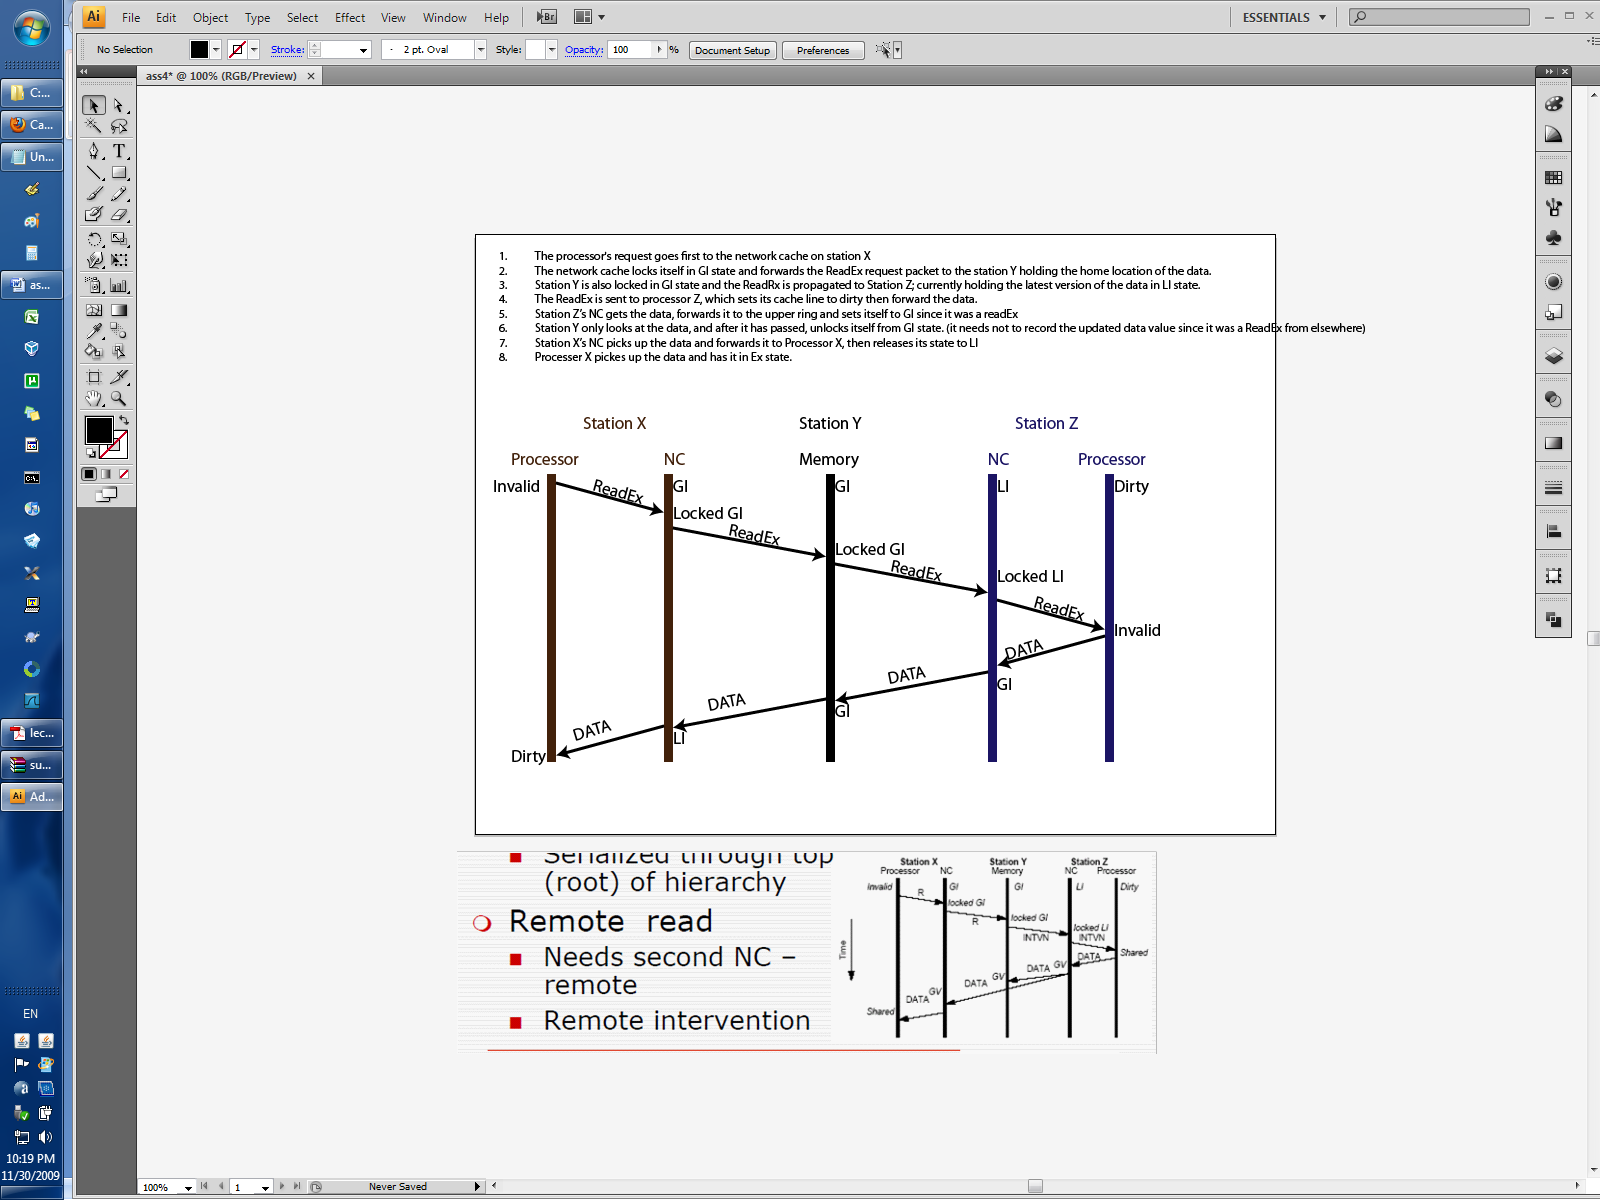 Ai File Edit Object Type Select Effect View Window Help Br ESSENTIALS
No Selection Stroke: 2 pt. Oval Style: Opacity: 100 % Document Setup Preferences
ass4* @ 100% (RGB/Preview)
C:...
Ca...
Un...
as...
lec...
su...
Ai Ad...
EN
10:19 PM
11/30/2009
1. The processor's request goes first to the network cache on station X
2. The network cache locks itself in GI state and forwards the ReadEx request packet to the station Y holding the home location of the data.
3. Station Y is also locked in GI state and the ReadRx is propagated to Station Z; currently holding the latest version of the data in LI state.
4. The ReadEx is sent to processor Z, which sets its cache line to dirty then forward the data.
5. Station Z's NC gets the data, forwards it to the upper ring and sets itself to GI since it was a readEx
6. Station Y only looks at the data, and after it has passed, unlocks itself from GI state. (it needs not to record the updated data value since it was a ReadEx from elsewhere)
7. Station X's NC picks up the data and forwards it to Processor X, then releases its state to LI
8. Processer X pickes up the data and has it in Ex state.
Station X Station Y Station Z
Processor NC Memory NC Processor
Invalid GI GI LI Dirty
ReadEx
Locked GI
ReadEx
Locked GI
ReadEx
Locked LI
ReadEx
Invalid
DATA
GI
DATA
GI
DATA
LI
DATA
Dirty
Serialized through top
(root) of hierarchy
Remote read
Needs second NC –
remote
Remote intervention
Station X Station Y Station Z
Processor NC Memory NC Processor
Invalid GI GI LI Dirty
R
locked GI
R
locked GI
INTVN
locked LI
INTVN
Shared
DATA
GV
DATA
GV
DATA
GV
DATA
Shared
Time
100% 1 Never Saved